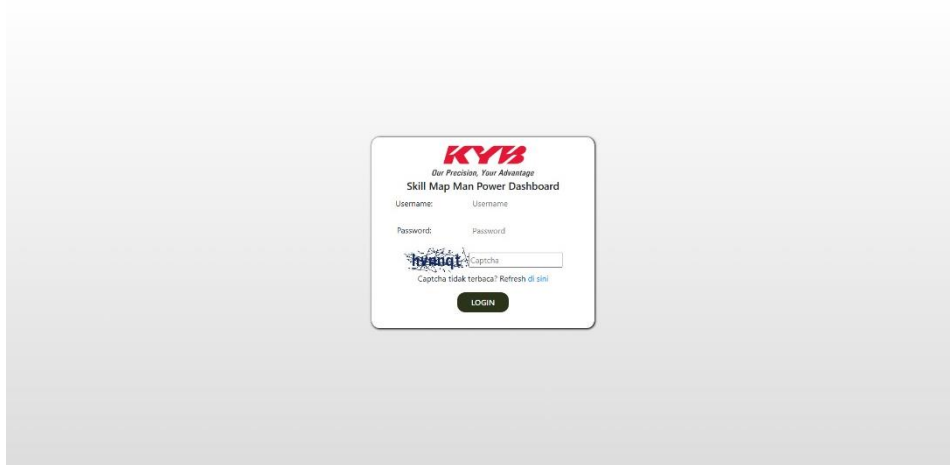 KYB
Our Precision, Your Advantage
Skill Map Man Power Dashboard
Username: Username
Password: Password
Captcha
Captcha tidak terbaca? Refresh di sini
LOGIN